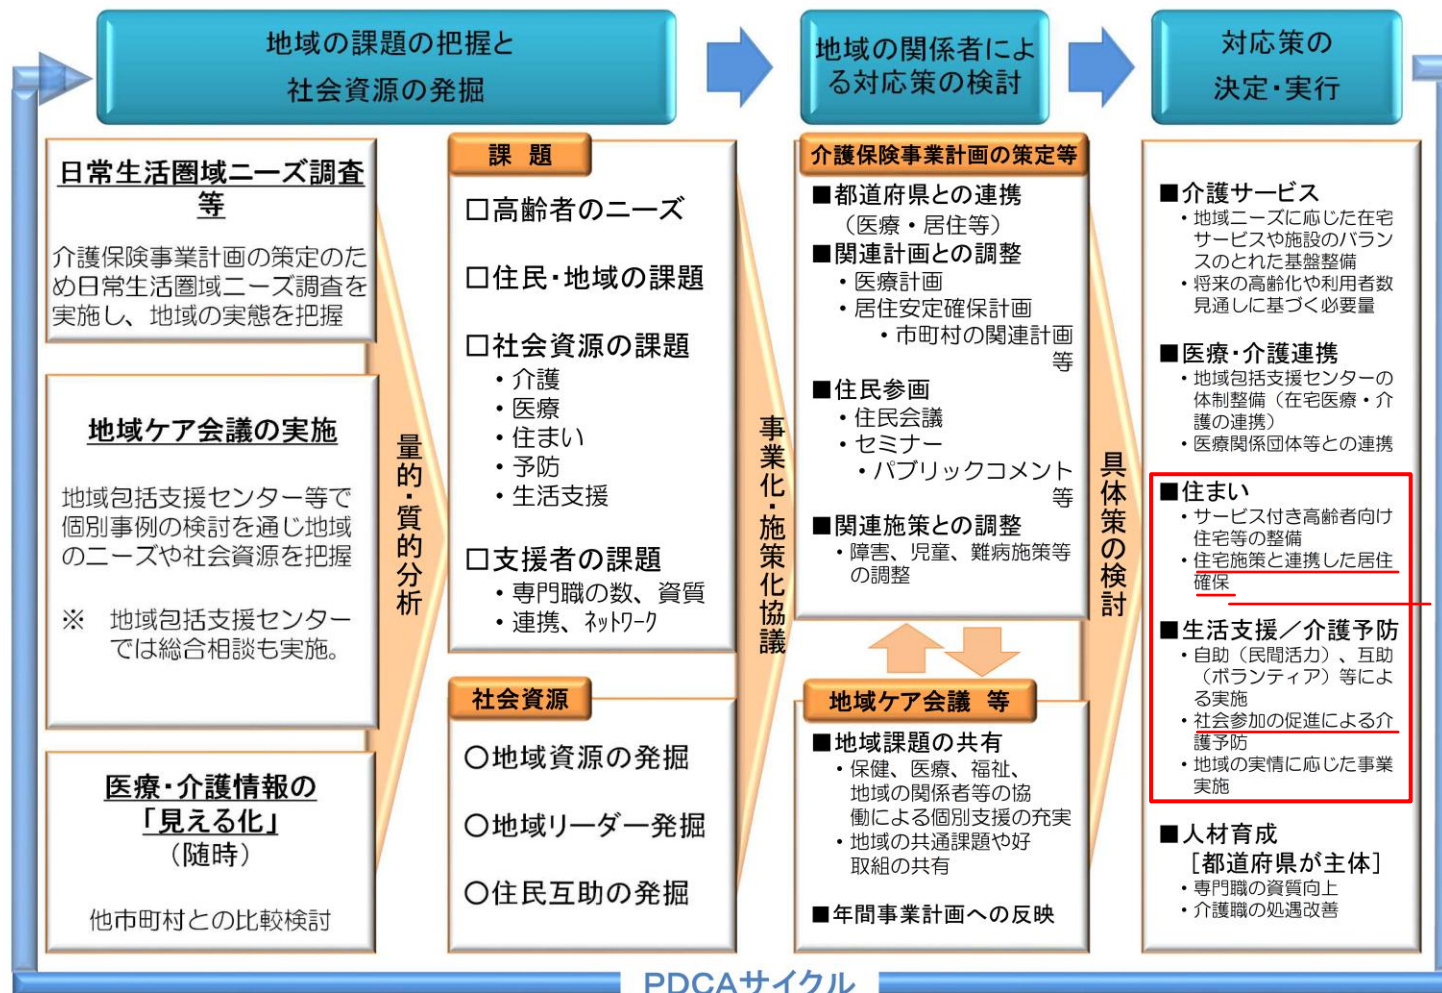 地域の課題の把握と
社会資源の発掘
地域の関係者によ
る対応策の検討
対応策の
決定・実行
日常生活圏域ニーズ調査
等
介護保険事業計画の策定のた
め日常生活圏域ニーズ調査を
実施し、地域の実態を把握
地域ケア会議の実施
地域包括支援センター等で
個別事例の検討を通じ地域
のニーズや社会資源を把握
※ 地域包括支援センター
では総合相談も実施。
医療・介護情報の
「見える化」
（随時）
他市町村との比較検討
量的・質的分析
課 題
□高齢者のニーズ
□住民・地域の課題
□社会資源の課題
・介護
・医療
・住まい
・予防
・生活支援
□支援者の課題
・専門職の数、資質
・連携、ﾈｯﾄﾜｰｸ
社会資源
○地域資源の発掘
○地域リーダー発掘
○住民互助の発掘
事業化・施策化協議
介護保険事業計画の策定等
■都道府県との連携
（医療・居住等）
■関連計画との調整
・医療計画
・居住安定確保計画
・市町村の関連計画
等
■住民参画
・住民会議
・セミナー
・パブリックコメント
等
■関連施策との調整
・障害、児童、難病施策等
の調整
地域ケア会議 等
■地域課題の共有
・保健、医療、福祉、
地域の関係者等の協
働による個別支援の充実
・地域の共通課題や好
取組の共有
■年間事業計画への反映
具体策の検討
■介護サービス
・地域ニーズに応じた在宅
サービスや施設のバラン
スのとれた基盤整備
・将来の高齢化や利用者数
見通しに基づく必要量
■医療・介護連携
・地域包括支援センターの
体制整備（在宅医療・介
護の連携）
・医療関係団体等との連携
■住まい
・サービス付き高齢者向け
住宅等の整備
・住宅施策と連携した居住
確保
■生活支援／介護予防
・自助（民間活力）、互助
（ボランティア）等によ
る実施
・社会参加の促進による介
護予防
・地域の実情に応じた事業
実施
■人材育成
［都道府県が主体］
・専門職の資質向上
・介護職の処遇改善
PDCAサイクル